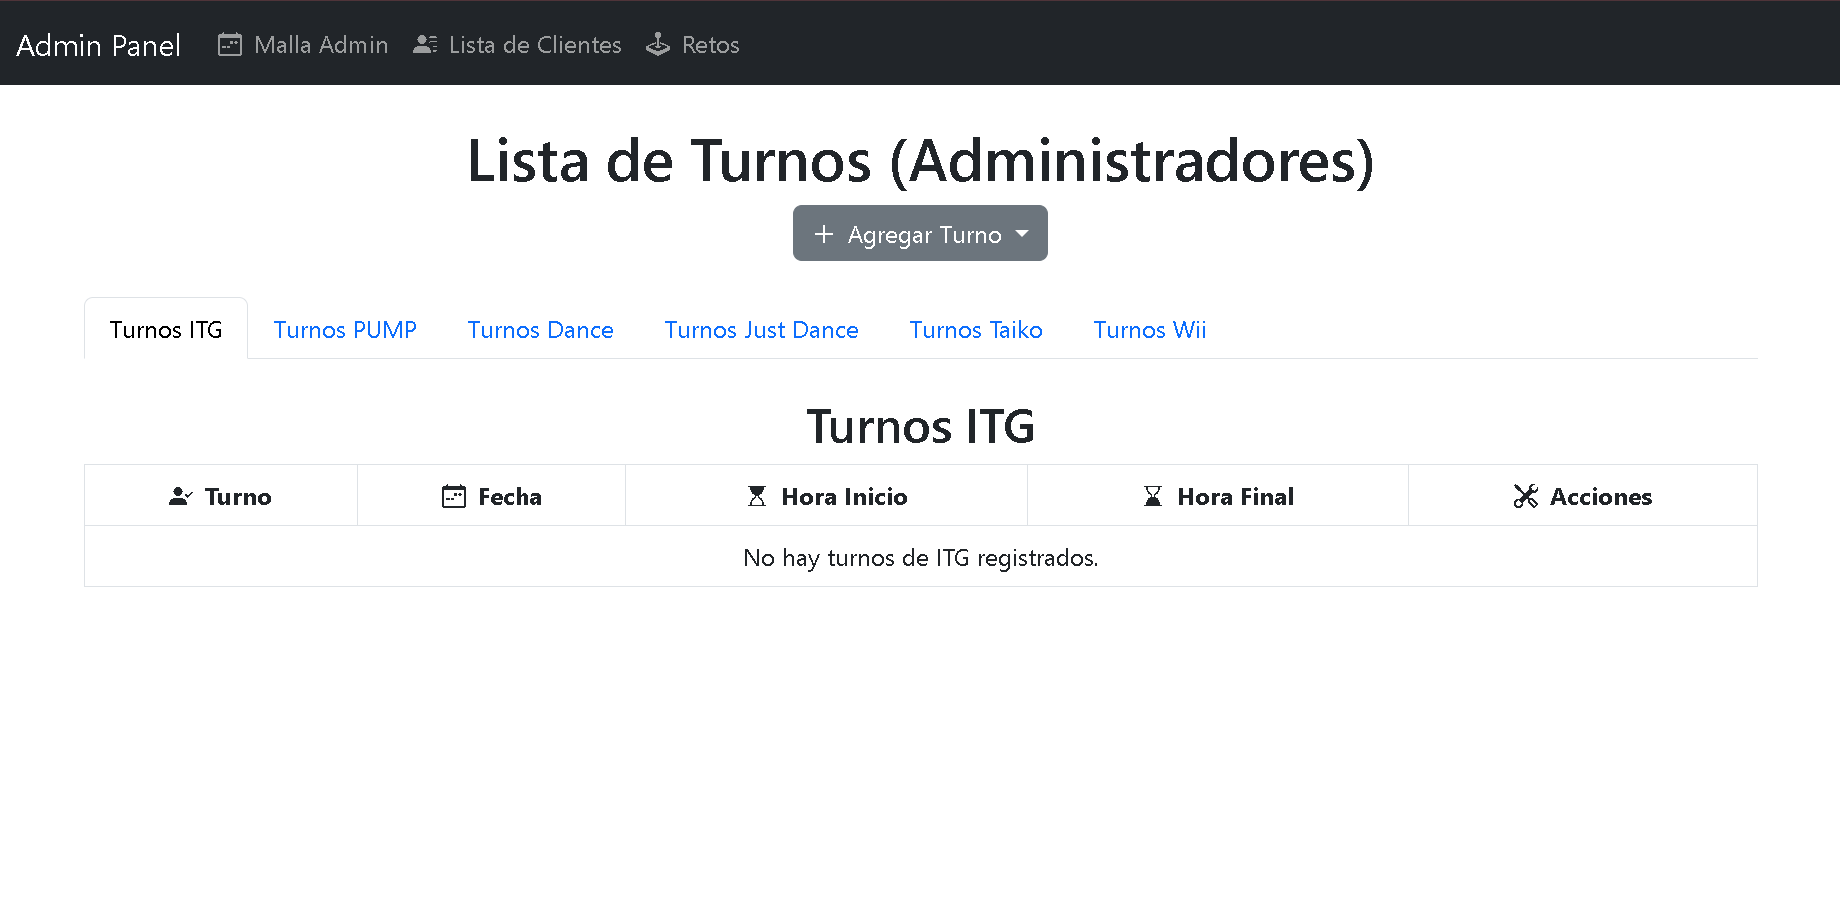 Admin Panel Malla Admin Lista de Clientes Retos
Lista de Turnos (Administradores)
Agregar Turno
Turnos ITG Turnos PUMP Turnos Dance Turnos Just Dance Turnos Taiko Turnos Wii
Turnos ITG
Turno Fecha Hora Inicio Hora Final Acciones
No hay turnos de ITG registrados.